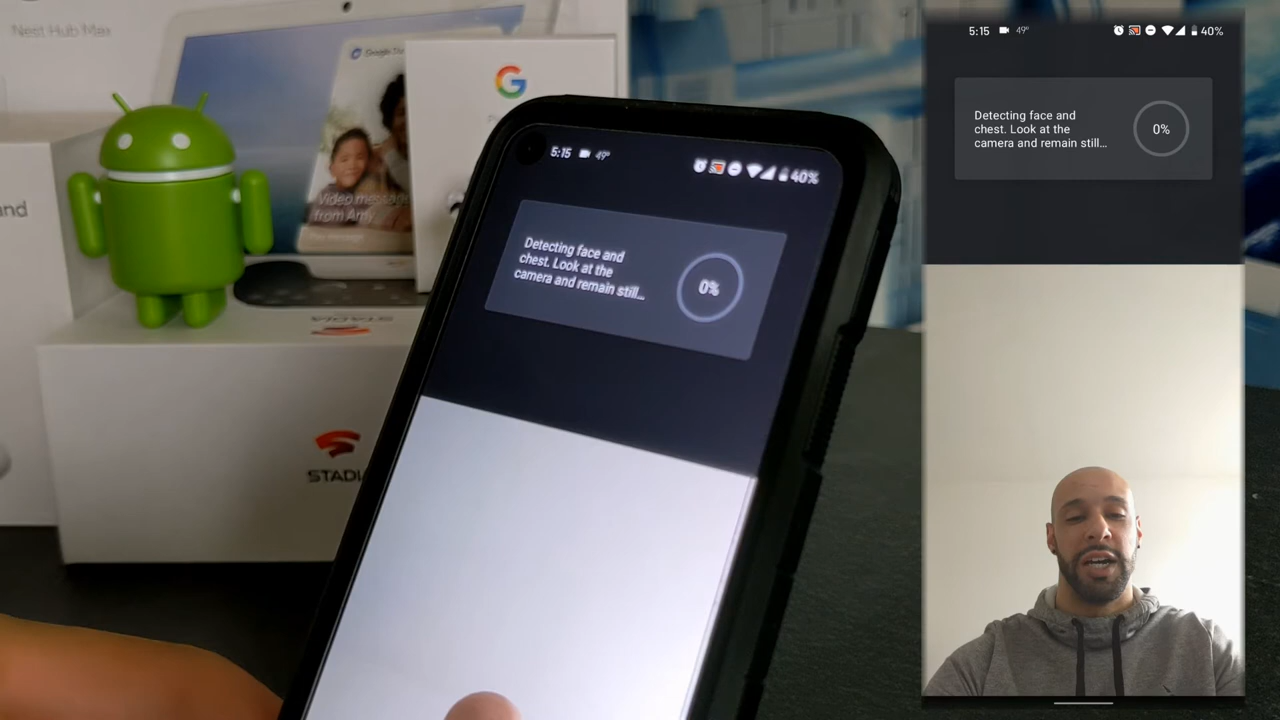 Nest Hub Max
Google
Video message
from Amy
and
STADIA
STADI
5:15 49°
40%
Detecting face and
chest. Look at the
camera and remain still...
0%
5:15 49°
40%
Detecting face and
chest. Look at the
camera and remain still...
0%